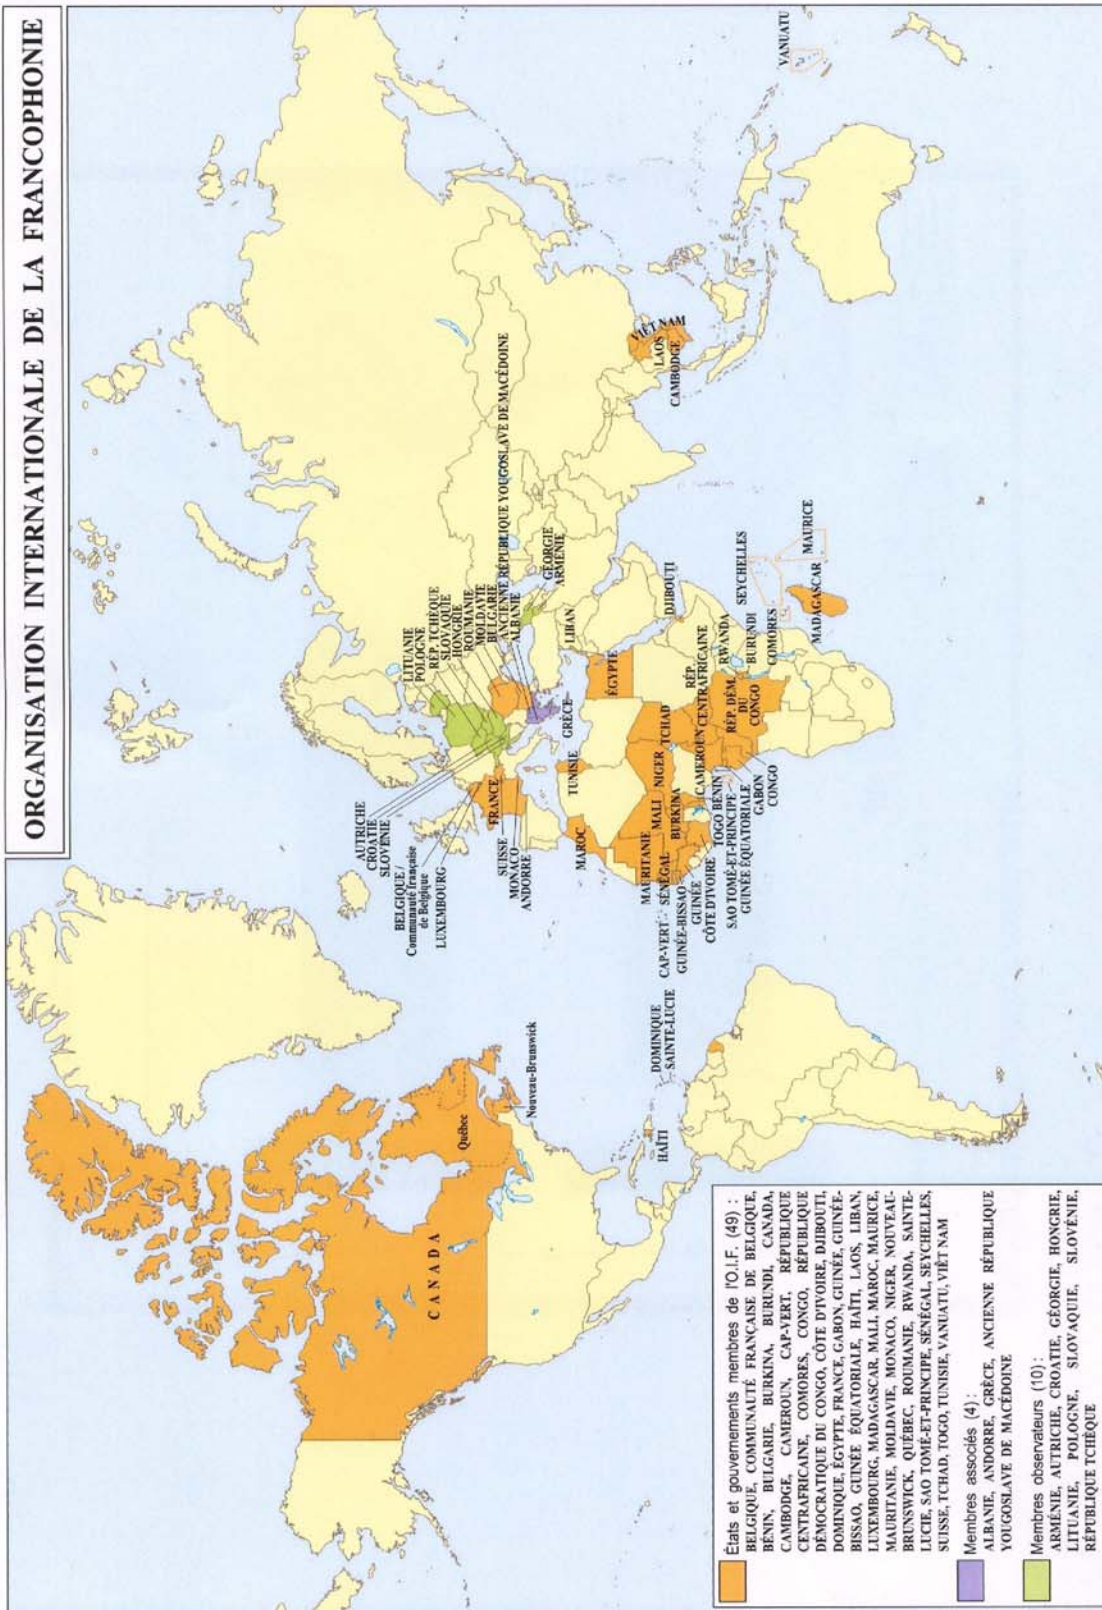 ORGANISATION INTERNATIONALE DE LA FRANCOPHONIE
CANADA
Québec
Nouveau-Brunswick
HAÏTI
DOMINIQUE
SAINTE-LUCIE
AUTRICHE
CROATIE
SLOVÉNIE
BELGIQUE /
Communauté française
de Belgique
LUXEMBOURG
FRANCE
SUISSE
MONACO
ANDORRE
LITUANIE
POLOGNE
RÉP. TCHÈQUE
SLOVAQUIE
HONGRIE
ROUMANIE
MOLDAVIE
BULGARIE
ANCIENNE RÉPUBLIQUE YOUGOSLAVE DE MACÉDOINE
ALBANIE
GÉORGIE
ARMÉNIE
GRÈCE
LIBAN
MAROC
TUNISIE
ÉGYPTE
MAURITANIE
MALI
NIGER
TCHAD
CAP-VERT
SÉNÉGAL
BURKINA
GUINÉE-BISSAO
GUINÉE
CÔTE D'IVOIRE
TOGO
BÉNIN
CAMEROUN
RÉP.
CENTRAFRICAINE
DJIBOUTI
SAO TOMÉ-ET-PRINCIPE
GUINÉE ÉQUATORIALE
GABON
CONGO
RÉP. DÉM.
DU
CONGO
RWANDA
BURUNDI
COMORES
SEYCHELLES
MAURICE
MADAGASCAR
VIÊT NAM
LAOS
CAMBODGE
VANUATU
États et gouvernements membres de l'O.I.F. (49) :
BELGIQUE, COMMUNAUTÉ FRANÇAISE DE BELGIQUE,
BÉNIN, BULGARIE, BURKINA, BURUNDI, CANADA,
CAMBODGE, CAMEROUN, CAP-VERT, RÉPUBLIQUE
CENTRAFRICAINE, COMORES, CONGO, RÉPUBLIQUE
DÉMOCRATIQUE DU CONGO, CÔTE D'IVOIRE, DJIBOUTI,
DOMINIQUE, ÉGYPTE, FRANCE, GABON, GUINÉE, GUINÉE-
BISSAO, GUINÉE ÉQUATORIALE, HAÏTI, LAOS, LIBAN,
LUXEMBOURG, MADAGASCAR, MALI, MAROC, MAURICE,
MAURITANIE, MOLDAVIE, MONACO, NIGER, NOUVEAU-
BRUNSWICK, QUÉBEC, ROUMANIE, RWANDA, SAINTE-
LUCIE, SAO TOMÉ-ET-PRINCIPE, SÉNÉGAL, SEYCHELLES,
SUISSE, TCHAD, TOGO, TUNISIE, VANUATU, VIÊT NAM
Membres associés (4) :
ALBANIE, ANDORRE, GRÈCE, ANCIENNE RÉPUBLIQUE
YOUGOSLAVE DE MACÉDOINE
Membres observateurs (10) :
ARMÉNIE, AUTRICHE, CROATIE, GÉORGIE, HONGRIE,
LITUANIE, POLOGNE, SLOVAQUIE, SLOVÉNIE,
RÉPUBLIQUE TCHÈQUE